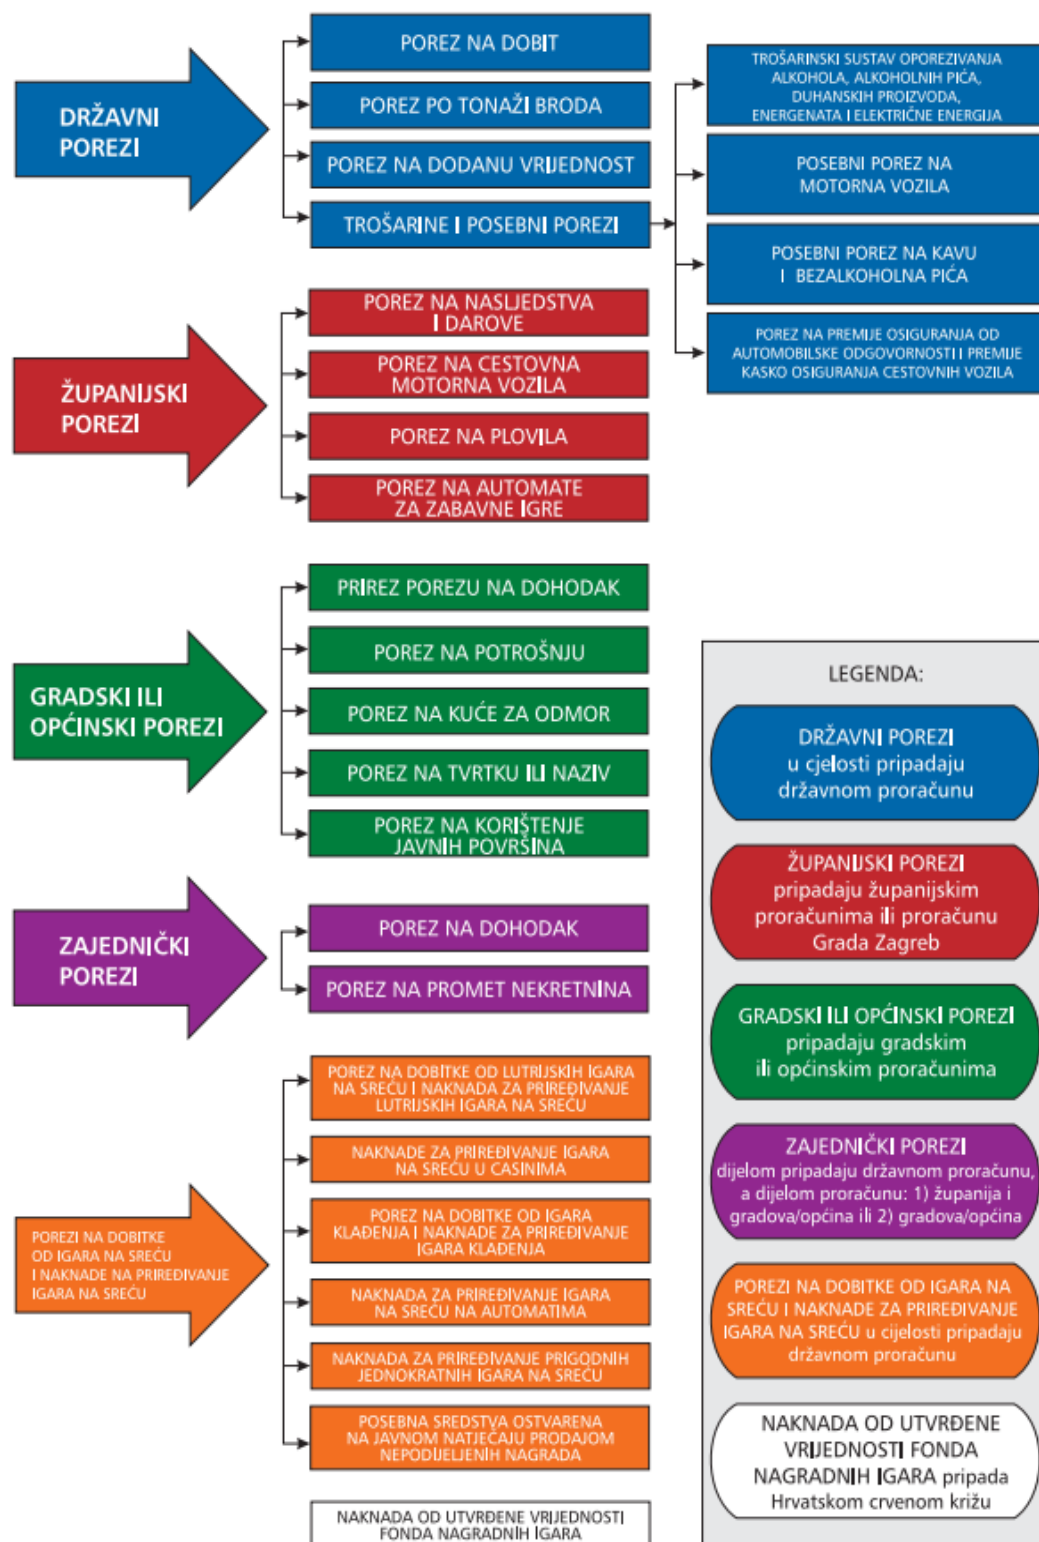 DRŽAVNI
POREZI
POREZ NA DOBIT
POREZ PO TONAŽI BRODA
POREZ NA DODANU VRIJEDNOST
TROŠARINE I POSEBNI POREZI
TROŠARINSKI SUSTAV OPOREZIVANJA
ALKOHOLA, ALKOHOLNIH PIĆA,
DUHANSKIH PROIZVODA,
ENERGENATA I ELEKTRIČNE ENERGIJA
POSEBNI POREZ NA
MOTORNA VOZILA
POSEBNI POREZ NA KAVU
I BEZALKOHOLNA PIĆA
POREZ NA PREMIJE OSIGURANJA OD
AUTOMOBILSKE ODGOVORNOSTI I PREMIJE
KASKO OSIGURANJA CESTOVNIH VOZILA
ŽUPANIJSKI
POREZI
POREZ NA NASLJEDSTVA
I DAROVE
POREZ NA CESTOVNA
MOTORNA VOZILA
POREZ NA PLOVILA
POREZ NA AUTOMATE
ZA ZABAVNE IGRE
GRADSKI ILI
OPĆINSKI POREZI
PRIREZ POREZU NA DOHODAK
POREZ NA POTROŠNJU
POREZ NA KUĆE ZA ODMOR
POREZ NA TVRTKU ILI NAZIV
POREZ NA KORIŠTENJE
JAVNIH POVRŠINA
ZAJEDNIČKI
POREZI
POREZ NA DOHODAK
POREZ NA PROMET NEKRETNINA
POREZI NA DOBITKE
OD IGARA NA SREĆU
I NAKNADE NA PRIREĐIVANJE
IGARA NA SREĆU
POREZ NA DOBITKE OD LUTRIJSKIH IGARA
NA SREĆU I NAKNADA ZA PRIREĐIVANJE
LUTRIJSKIH IGARA NA SREĆU
NAKNADE ZA PRIREĐIVANJE IGARA
NA SREĆU U CASINIMA
POREZ NA DOBITKE OD IGARA
KLAĐENJA I NAKNADE ZA PRIREĐIVANJE
IGARA KLAĐENJA
NAKNADA ZA PRIREĐIVANJE IGARA
NA SREĆU NA AUTOMATIMA
NAKNADA ZA PRIREĐIVANJE PRIGODNIH
JEDNOKRATNIH IGARA NA SREĆU
POSEBNA SREDSTVA OSTVARENA
NA JAVNOM NATJEČAJU PRODAJOM
NEPODIJELJENIH NAGRADA
NAKNADA OD UTVRĐENE VRIJEDNOSTI
FONDA NAGRADNIH IGARA
LEGENDA:
DRŽAVNI POREZI
u cjelosti pripadaju
državnom proračunu
ŽUPANIJSKI POREZI
pripadaju županijskim
proračunima ili proračunu
Grada Zagreb
GRADSKI ILI OPĆINSKI POREZI
pripadaju gradskim
ili općinskim proračunima
ZAJEDNIČKI POREZI
dijelom pripadaju državnom proračunu,
a dijelom proračunu: 1) županija i
gradova/općina ili 2) gradova/općina
POREZI NA DOBITKE OD IGARA NA
SREĆU I NAKNADE ZA PRIREĐIVANJE
IGARA NA SREĆU u cijelosti pripadaju
državnom proračunu
NAKNADA OD UTVRĐENE
VRIJEDNOSTI FONDA
NAGRADNIH IGARA pripada
Hrvatskom crvenom križu